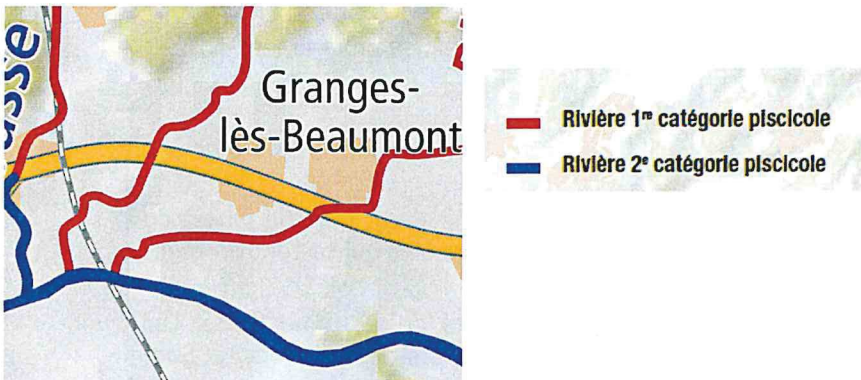 Granges-
lès-Beaumont
Rivière 1re catégorie piscicole
Rivière 2e catégorie piscicole